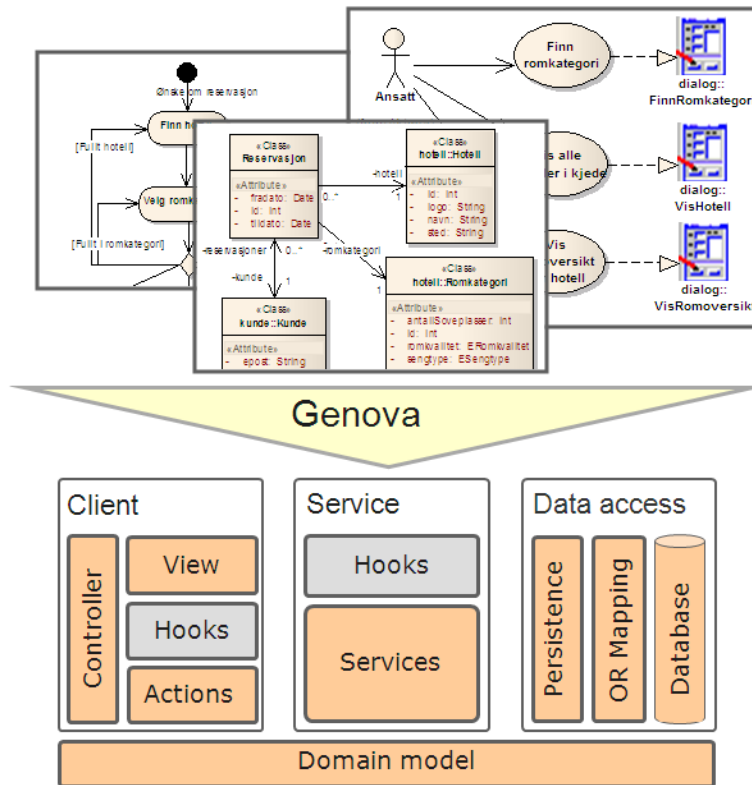 Ønske om reservasjon
Finn
[Fullt hotell]
Velg
[Fullt i romkategori]
Ansatt
Finn
romkategori
dialog::
FinnRomkategori
alle
i kjede
dialog::
VisHotell
Vis
hotell
dialog::
VisRomoversikt
«Class»
Reservasjon
«Attribute»
- fradato: Date
- id: Int
- tildato: Date
-hotell
0..*
1
«Class»
hotell::Hotell
«Attribute»
- id: Int
- logo: String
- navn: String
- sted: String
-reservasjoner
0..*
-romkategori
-kunde
1
1
«Class»
kunde::Kunde
«Attribute»
- epost: String
«Class»
hotell::Romkategori
«Attribute»
- antallSoveplasser: Int
- id: Int
- romkvalitet: ERomkvalitet
- sengtype: ESengtype
Genova
Client
Controller
View
Hooks
Actions
Service
Hooks
Services
Data access
Persistence
OR Mapping
Database
Domain model